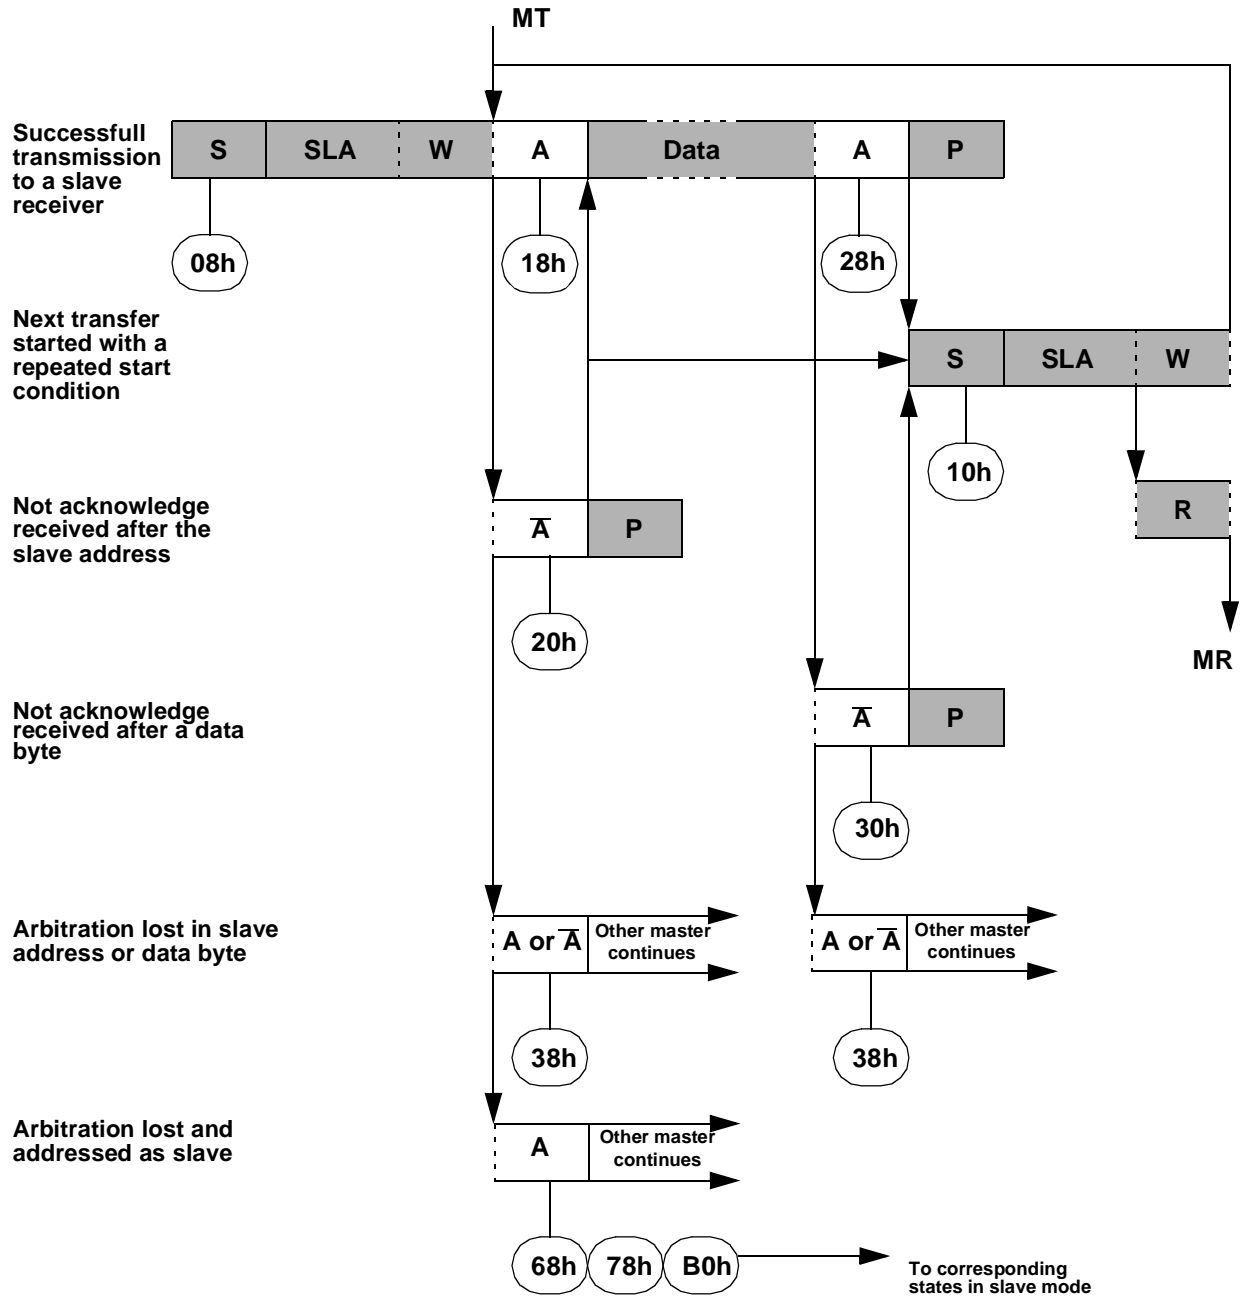 MT
Successfull
transmission
to a slave
receiver
S SLA W A Data A P
08h 18h 28h
Next transfer
started with a
repeated start
condition
S SLA W
10h
Not acknowledge
received after the
slave address
A̅ P
R
20h
MR
Not acknowledge
received after a data
byte
A̅ P
30h
Arbitration lost in slave
address or data byte
A or A̅ Other master
continues
A or A̅ Other master
continues
38h 38h
Arbitration lost and
addressed as slave
A Other master
continues
68h 78h B0h
To corresponding
states in slave mode